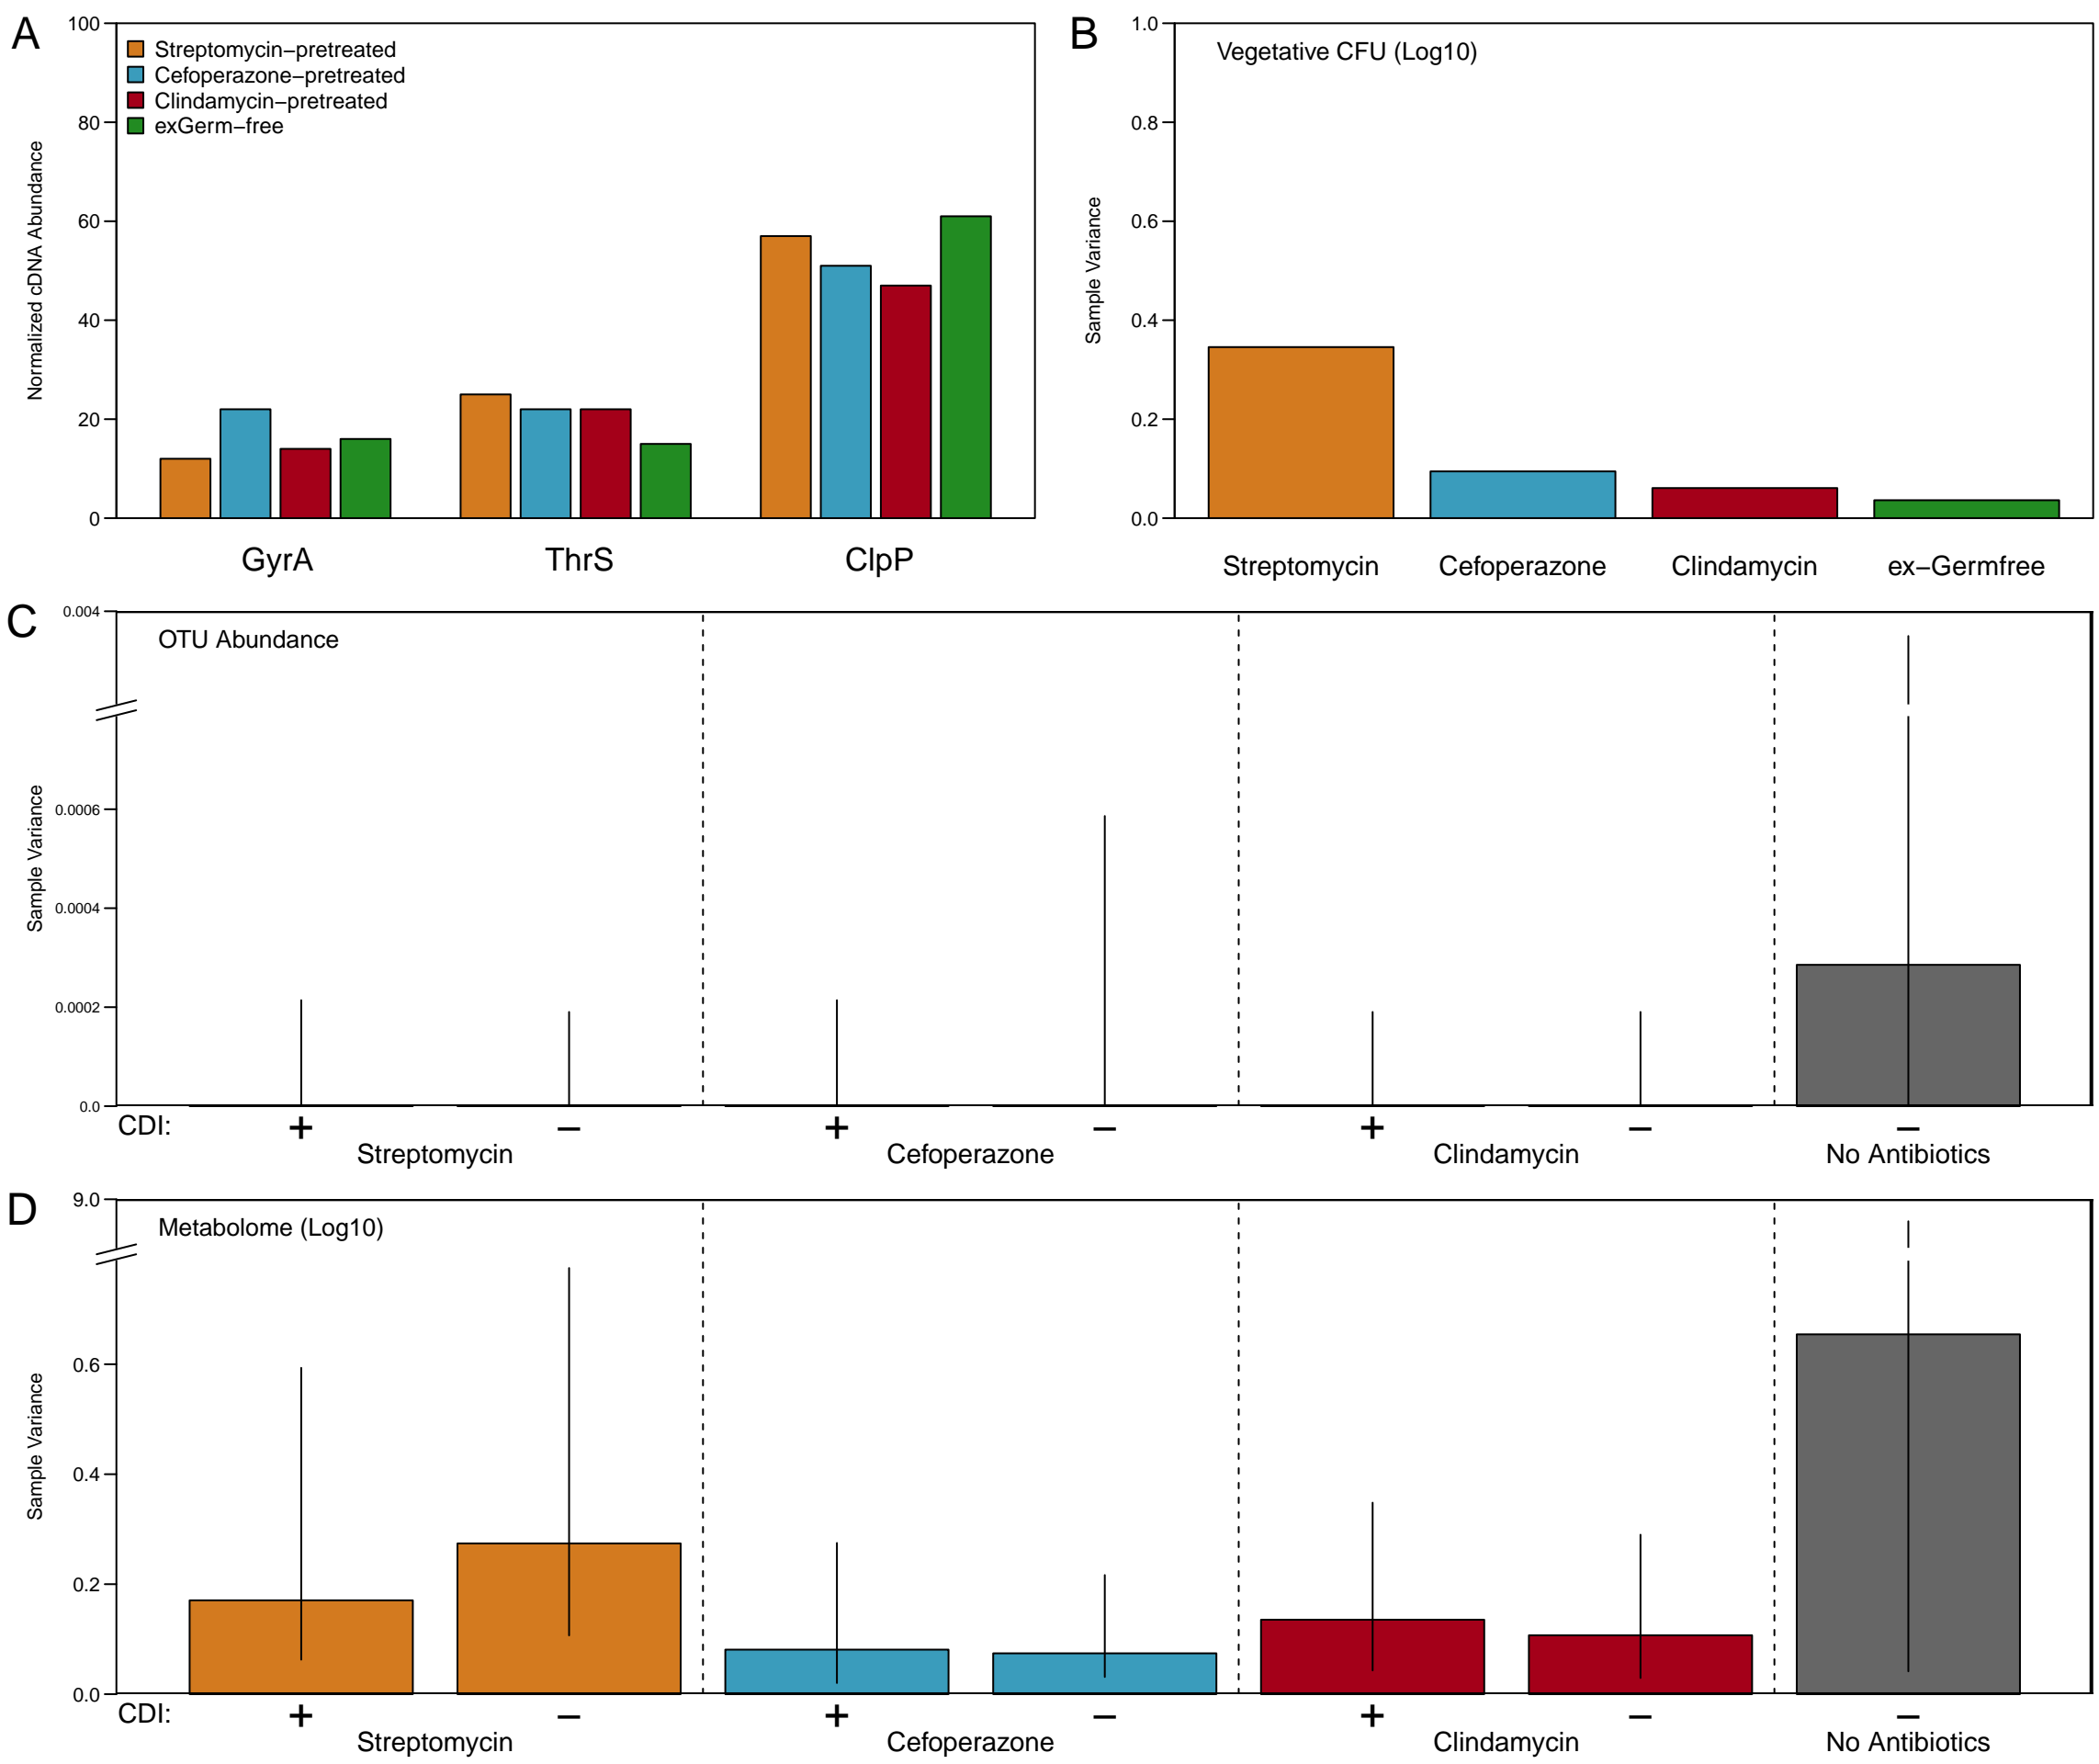 A
Normalized cDNA Abundance
100
80
60
40
20
0
Streptomycin−pretreated
Cefoperazone−pretreated
Clindamycin−pretreated
exGerm−free
GyrA ThrS ClpP
B
Sample Variance
1.0
0.8
0.6
0.4
0.2
0.0
Vegetative CFU (Log10)
Streptomycin Cefoperazone Clindamycin ex−Germfree
C
Sample Variance
0.004
0.0006
0.0004
0.0002
0.0
OTU Abundance
CDI: + − + − + − −
Streptomycin Cefoperazone Clindamycin No Antibiotics
D
Sample Variance
9.0
0.6
0.4
0.2
0.0
Metabolome (Log10)
CDI: + − + − + − −
Streptomycin Cefoperazone Clindamycin No Antibiotics